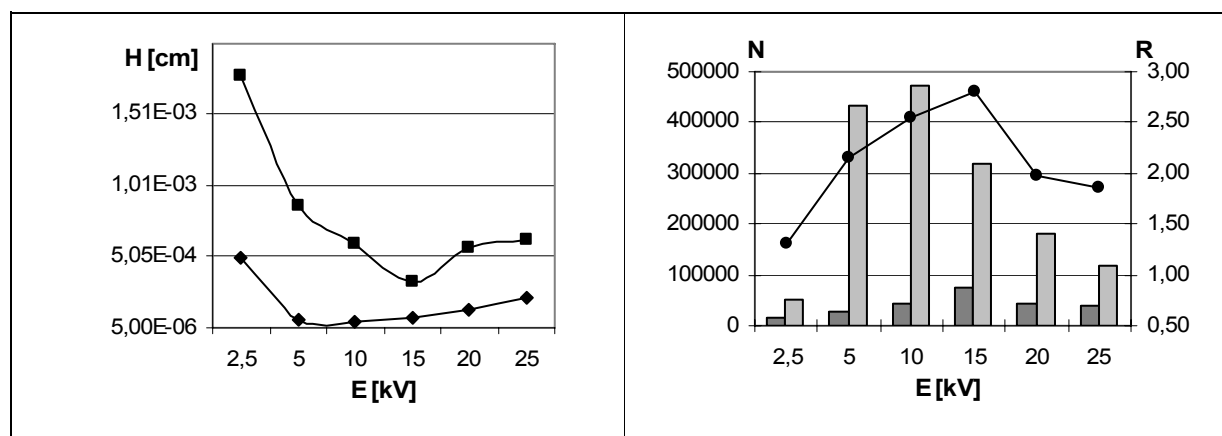 H [cm]
1,51E-03
1,01E-03
5,05E-04
5,00E-06
2,5 5 10 15 20 25
E [kV]
N R
500000 3,00
400000 2,50
300000 2,00
200000 1,50
100000 1,00
0 0,50
2,5 5 10 15 20 25
E [kV]